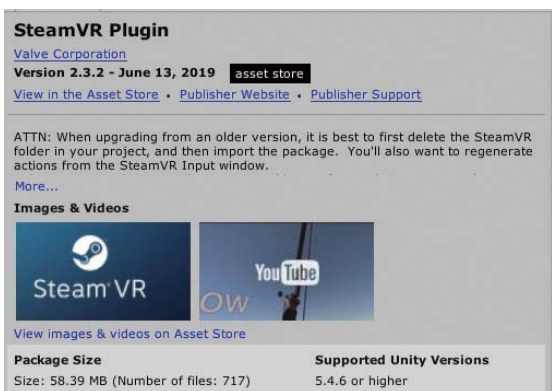 SteamVR Plugin
Valve Corporation
Version 2.3.2 - June 13, 2019 asset store
View in the Asset Store • Publisher Website • Publisher Support
ATTN: When upgrading from an older version, it is best to first delete the SteamVR
folder in your project, and then import the package. You'll also want to regenerate
actions from the SteamVR Input window.
More...
Images & Videos
Steam VR
YouTube
Ow
View images & videos on Asset Store
Package Size
Size: 58.39 MB (Number of files: 717)
Supported Unity Versions
5.4.6 or higher